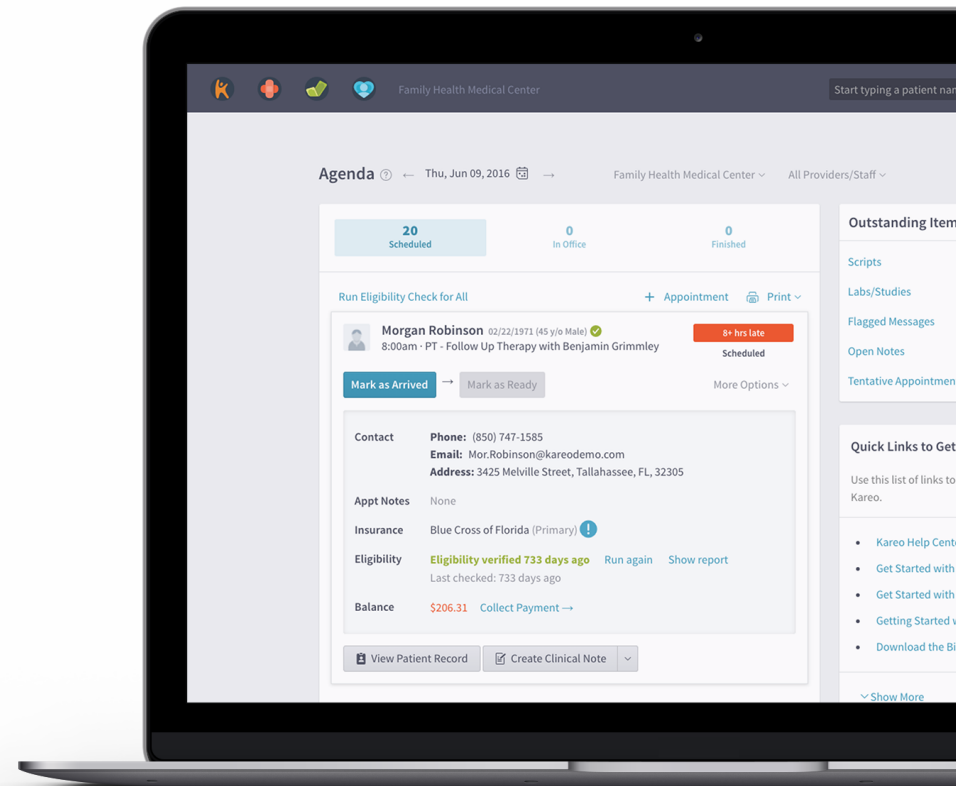 Family Health Medical Center
Start typing a patient
Agenda ? ← Thu, Jun 09, 2016 →
Family Health Medical Center All Providers/Staff
20 Scheduled
0 In Office
0 Finished
Run Eligibility Check for All
+ Appointment Print
Morgan Robinson 02/22/1971 (45 y/o Male)
8:00am · PT - Follow Up Therapy with Benjamin Grimmley
8+ hrs late
Scheduled
Mark as Arrived → Mark as Ready
More Options
Contact Phone: (850) 747-1585
Email: Mor.Robinson@kareodemo.com
Address: 3425 Melville Street, Tallahassee, FL, 32305
Appt Notes None
Insurance Blue Cross of Florida (Primary) !
Eligibility Eligibility verified 733 days ago Run again Show report
Last checked: 733 days ago
Balance $206.31 Collect Payment →
View Patient Record Create Clinical Note
Outstanding
Scripts
Labs/Studies
Flagged Messages
Open Notes
Tentative
Quick Links to Get
Use this list of links to
Kareo.
• Kareo Help
• Get Started with
• Get Started with
• Getting Started
• Download the
Show More